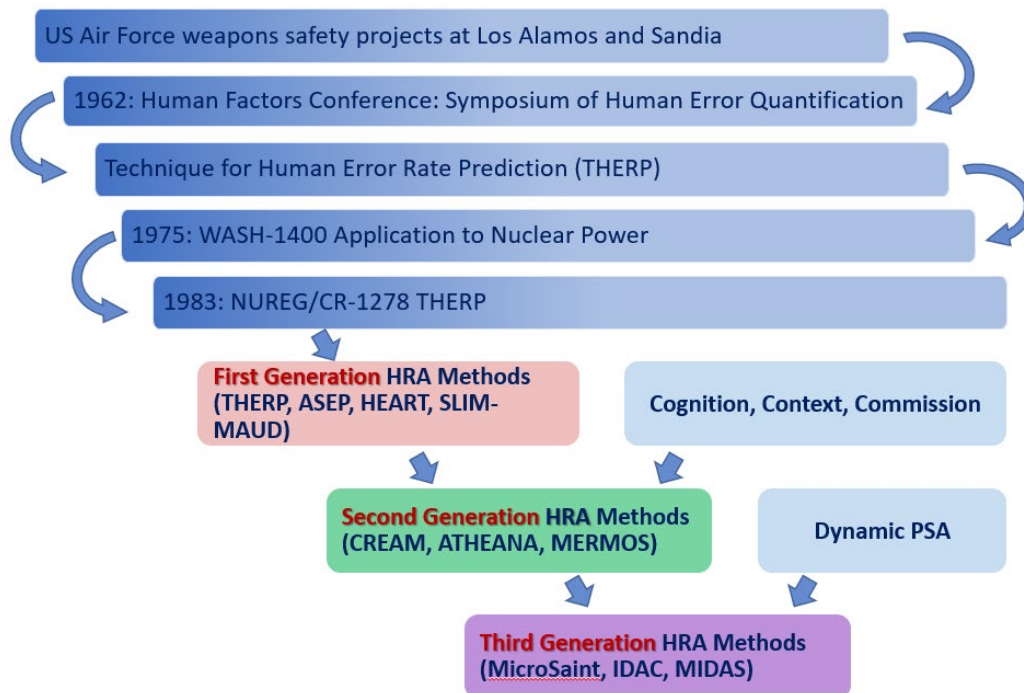 US Air Force weapons safety projects at Los Alamos and Sandia
1962: Human Factors Conference: Symposium of Human Error Quantification
Technique for Human Error Rate Prediction (THERP)
1975: WASH-1400 Application to Nuclear Power
1983: NUREG/CR-1278 THERP
First Generation HRA Methods
(THERP, ASEP, HEART, SLIM-
MAUD)
Cognition, Context, Commission
Second Generation HRA Methods
(CREAM, ATHEANA, MERMOS)
Dynamic PSA
Third Generation HRA Methods
(MicroSaint, IDAC, MIDAS)